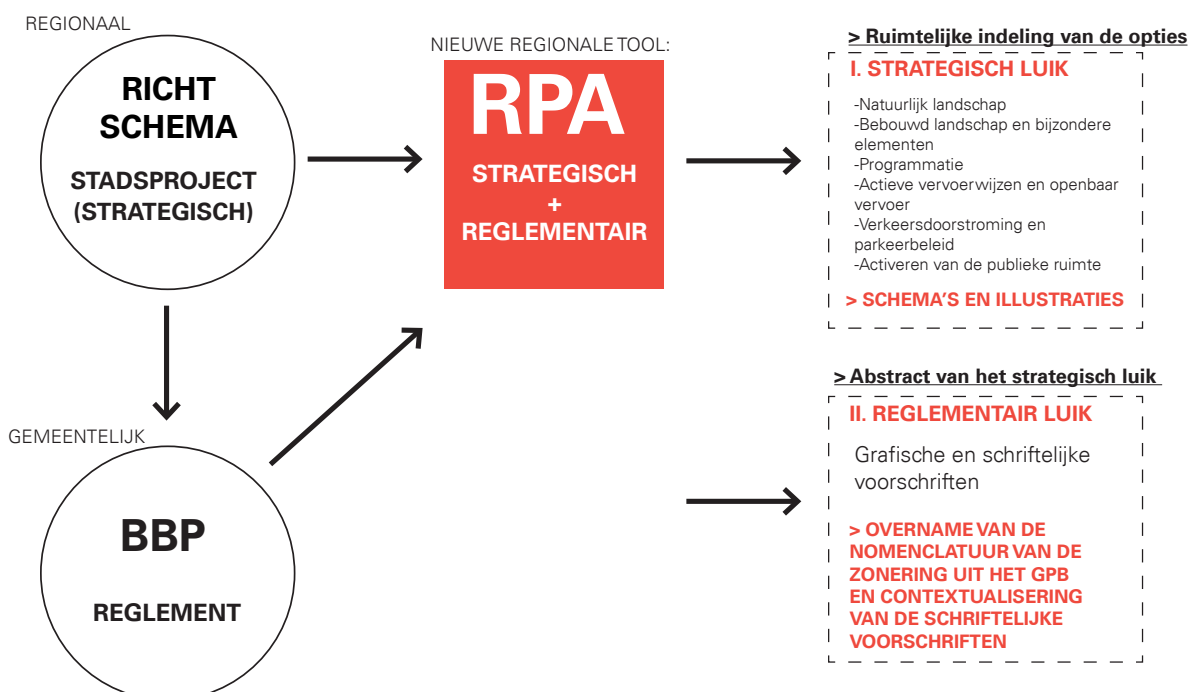 REGIONAAL
RICHT
SCHEMA
STADSPROJECT
(STRATEGISCH)
GEMEENTELIJK
BBP
REGLEMENT
NIEUWE REGIONALE TOOL:
RPA
STRATEGISCH
+
REGLEMENTAIR
> Ruimtelijke indeling van de opties
I. STRATEGISCH LUIK
-Natuurlijk landschap
-Bebouwd landschap en bijzondere
elementen
-Programmatie
-Actieve vervoerwijzen en openbaar
vervoer
-Verkeersdoorstroming en
parkeerbeleid
-Activeren van de publieke ruimte
> SCHEMA'S EN ILLUSTRATIES
> Abstract van het strategisch luik
II. REGLEMENTAIR LUIK
Grafische en schriftelijke
voorschriften
> OVERNAME VAN DE
NOMENCLATUUR VAN DE
ZONERING UIT HET GPB
EN CONTEXTUALISERING
VAN DE SCHRIFTELIJKE
VOORSCHRIFTEN